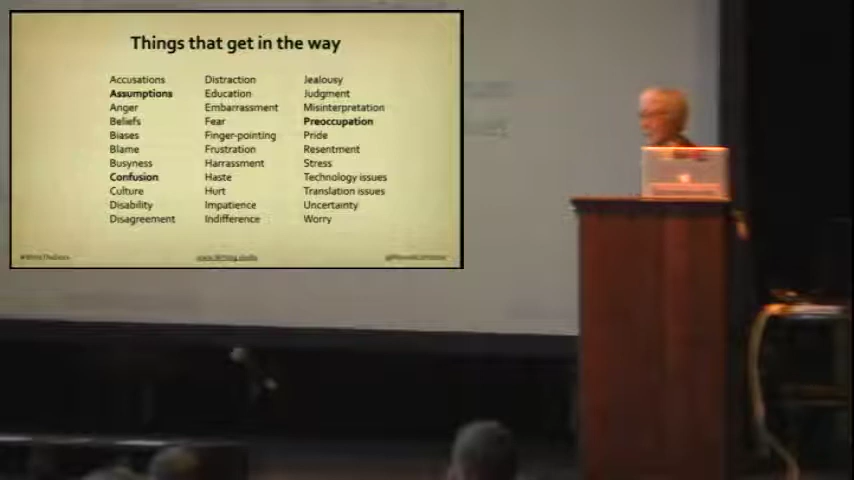 Things that get in the way
Accusations
Assumptions
Anger
Beliefs
Biases
Blame
Busyness
Confusion
Culture
Disability
Disagreement
Distraction
Education
Embarrassment
Fear
Finger-pointing
Frustration
Harrassment
Haste
Hurt
Impatience
Indifference
Jealousy
Judgment
Misinterpretation
Preoccupation
Pride
Resentment
Stress
Technology issues
Translation issues
Uncertainty
Worry